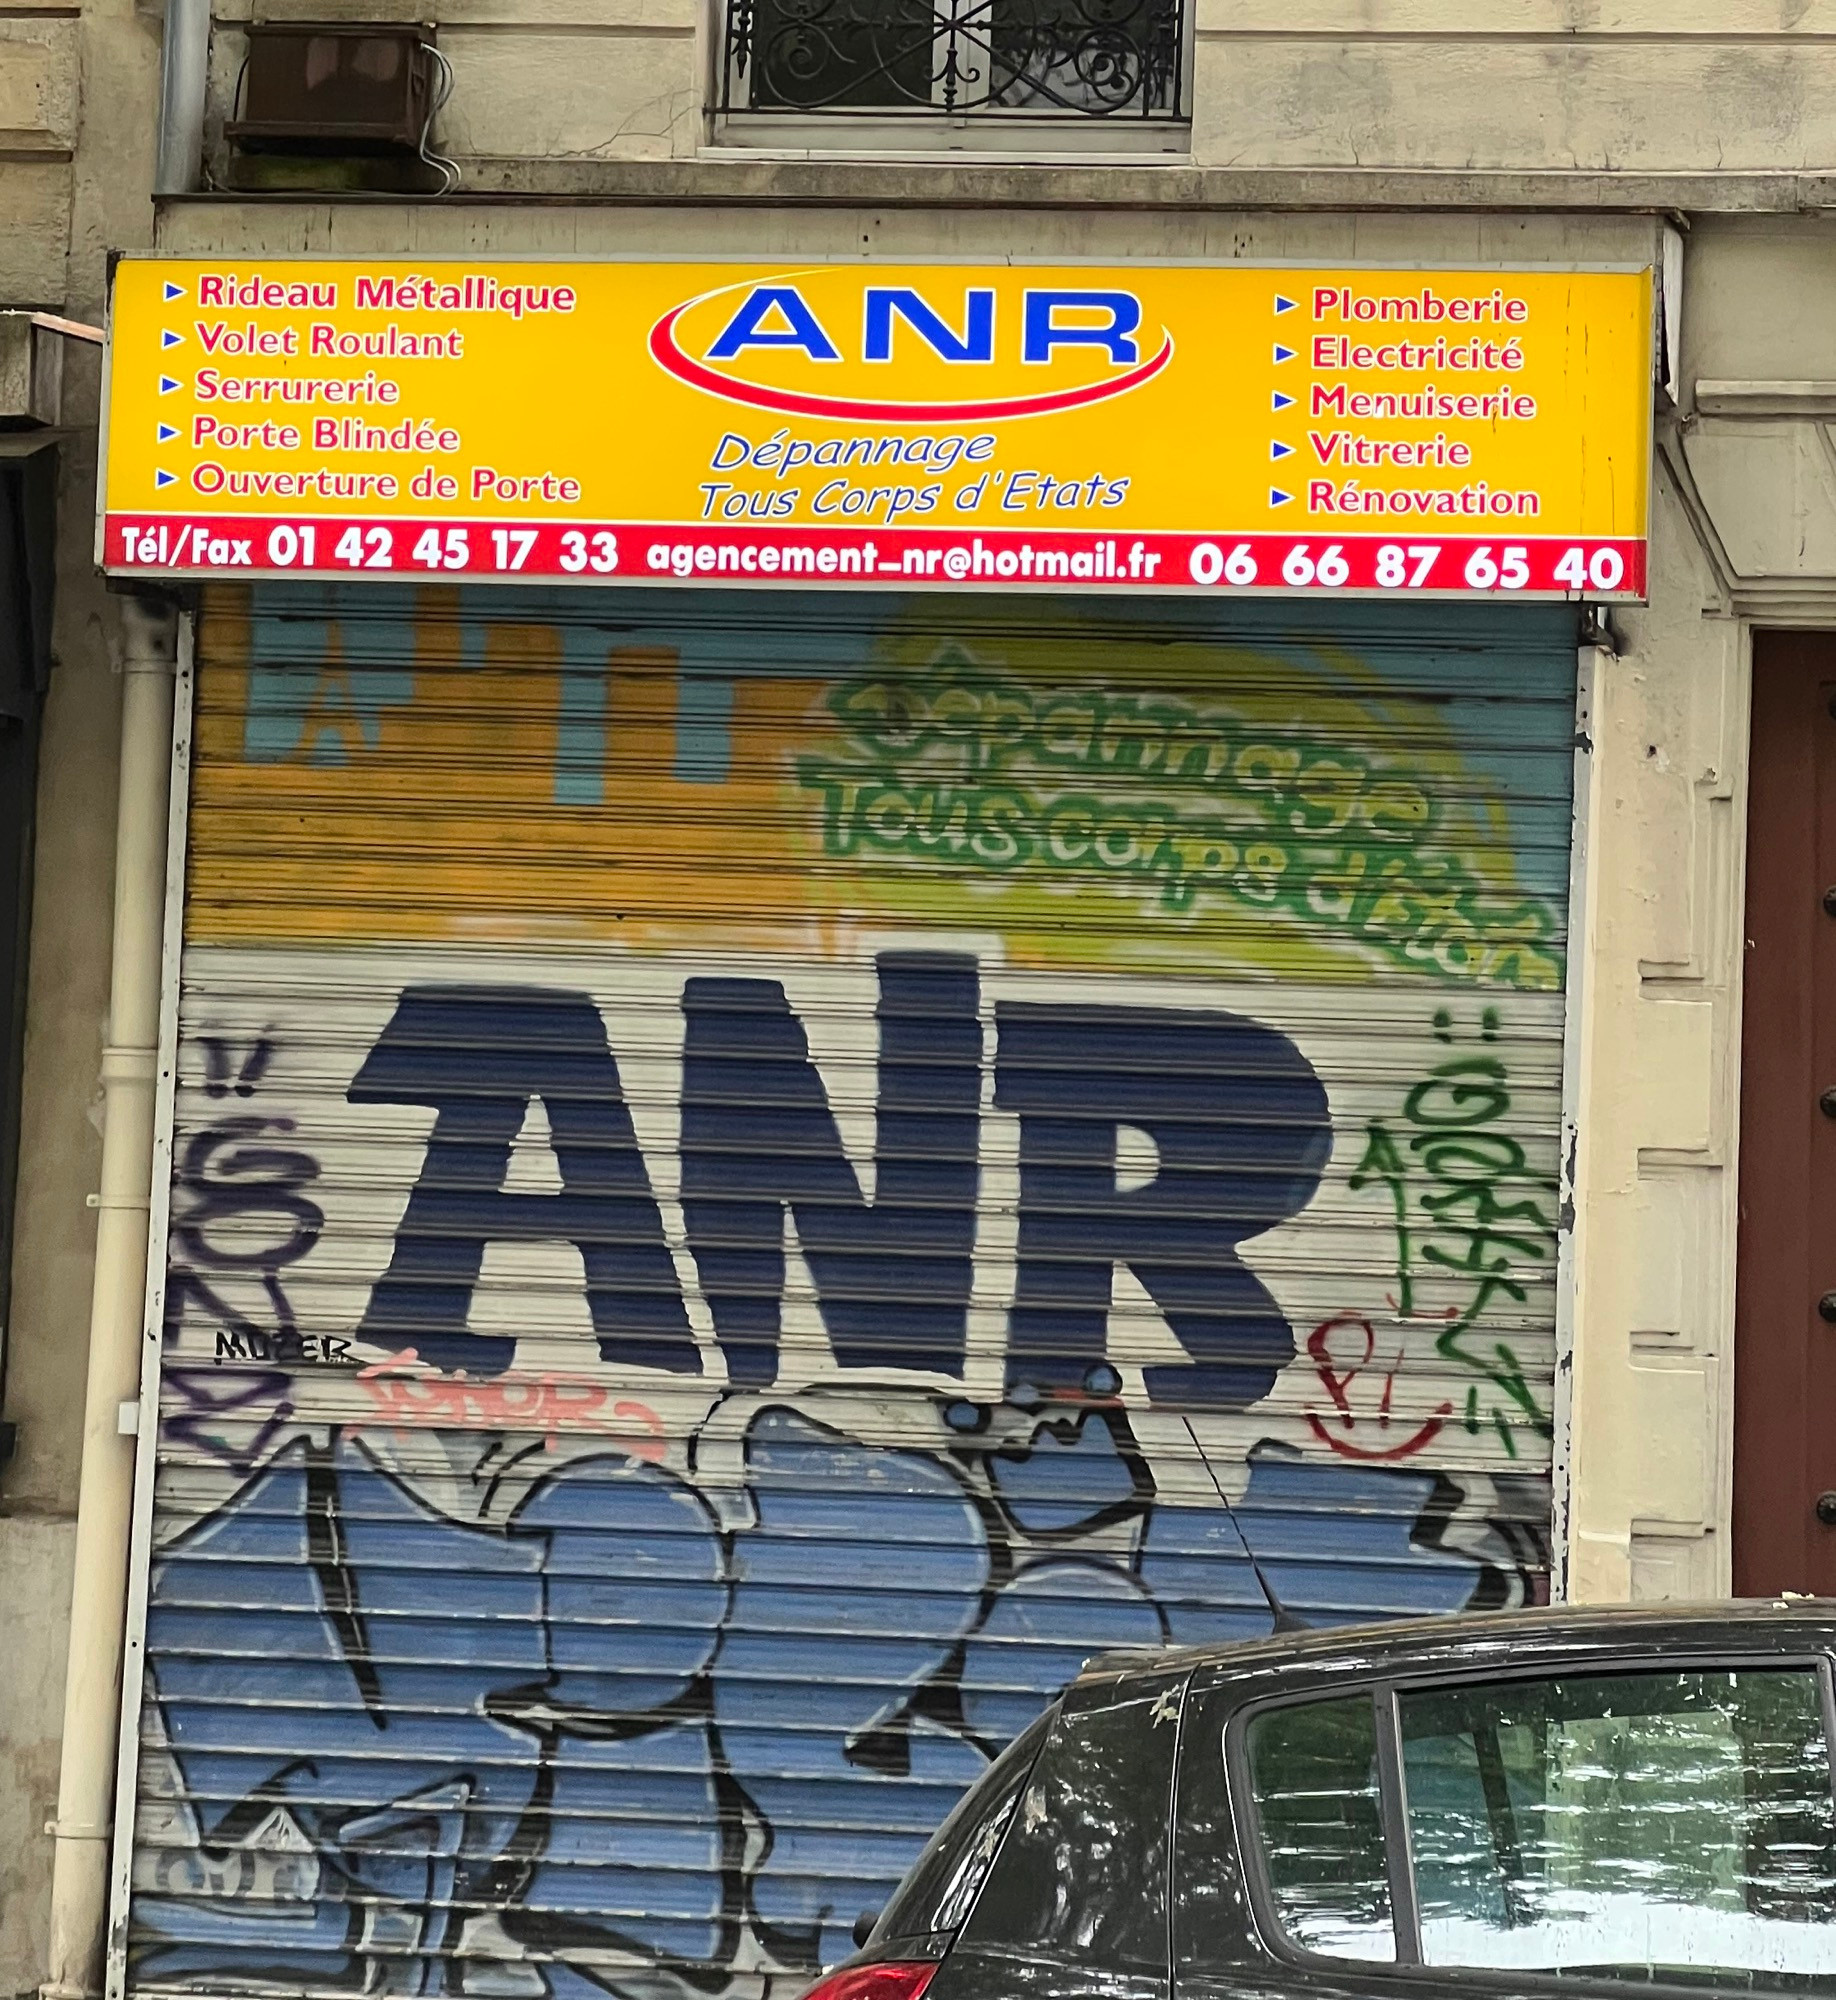 Rideau Métallique
Volet Roulant
Serrurerie
Porte Blindée
Ouverture de Porte
ANR
Dépannage
Tous Corps d'Etats
Plomberie
Electricité
Menuiserie
Vitrerie
Rénovation
Tél/Fax 01 42 45 17 33 agencement_nr@hotmail.fr 06 66 87 65 40
Dépannage
Tous corps d'état
ANR